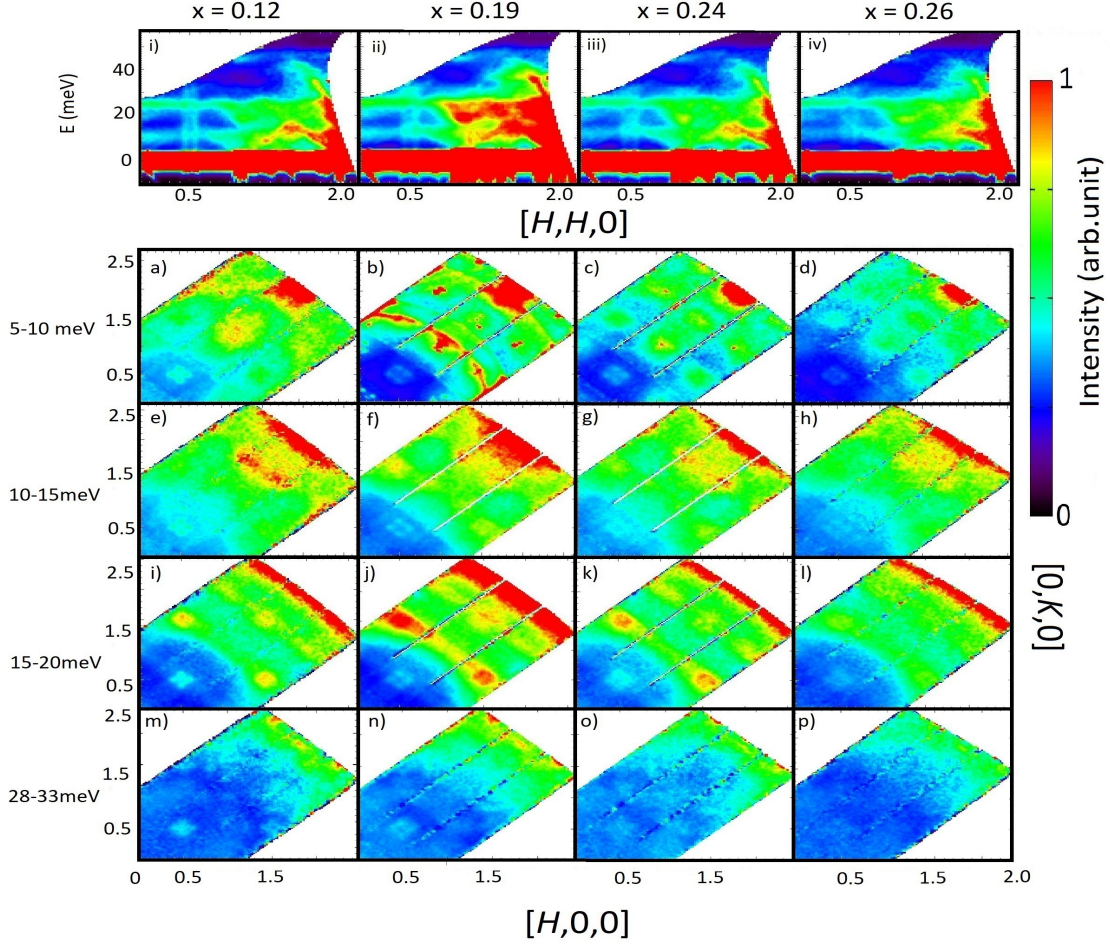 x = 0.12 x = 0.19 x = 0.24 x = 0.26
i) ii) iii) iv)
E (meV)
40
20
0
0.5 2.0 0.5 2.0 0.5 2.0 0.5 2.0
[H,H,0]
1
Intensity (arb.unit)
0
5-10 meV
2.5
1.5
0.5
a) b) c) d)
10-15meV
2.5
1.5
0.5
e) f) g) h)
15-20meV
2.5
1.5
0.5
i) j) k) l)
28-33meV
2.5
1.5
0.5
m) n) o) p)
[0,K,0]
0 0.5 1.5 0.5 1.5 0.5 1.5 0.5 1.5 2.0
[H,0,0]